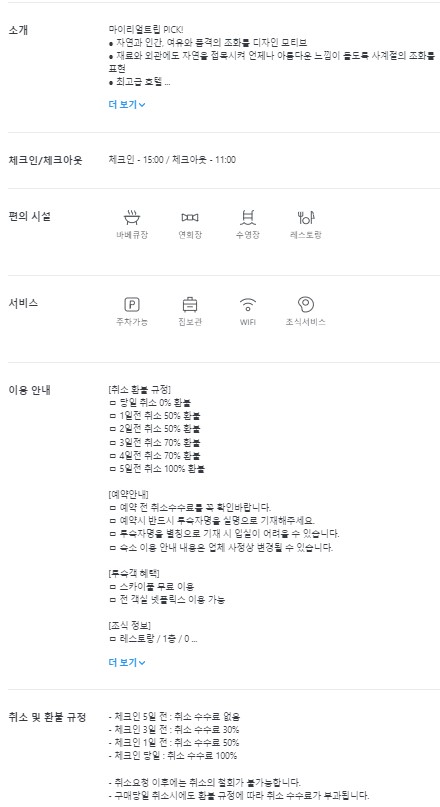 소개
마이리얼트립 PICK!
● 자연과 인간, 여유와 품격의 조화를 디자인 모티브
● 재료와 외관에도 자연을 접목시켜 언제나 아름다운 느낌이 들도록 사계절의 조화를
표현
● 최고급 호텔 ...
더 보기
체크인/체크아웃
체크인 - 15:00 / 체크아웃 - 11:00
편의 시설
바베큐장 연회장 수영장 레스토랑
서비스
주차가능 짐보관 WIFI 조식서비스
이용 안내
[취소 환불 규정]
ㅁ 당일 취소 0% 환불
ㅁ 1일전 취소 50% 환불
ㅁ 2일전 취소 50% 환불
ㅁ 3일전 취소 70% 환불
ㅁ 4일전 취소 70% 환불
ㅁ 5일전 취소 100% 환불
[예약안내]
ㅁ 예약 전 취소수수료를 꼭 확인바랍니다.
ㅁ 예약시 반드시 투숙자명을 실명으로 기재해주세요.
ㅁ 투숙자명을 별칭으로 기재 시 입실이 어려울 수 있습니다.
ㅁ 숙소 이용 안내 내용은 업체 사정상 변경될 수 있습니다.
[투숙객 혜택]
ㅁ 스카이풀 무료 이용
ㅁ 전 객실 넷플릭스 이용 가능
[조식 정보]
ㅁ 레스토랑 / 1층 / 0 ...
더 보기
취소 및 환불 규정
- 체크인 5일 전 : 취소 수수료 없음
- 체크인 3일 전 : 취소 수수료 30%
- 체크인 1일 전 : 취소 수수료 50%
- 체크인 당일 : 취소 수수료 100%
- 취소요청 이후에는 취소의 철회가 불가능합니다.
- 구매당일 취소시에도 환불 규정에 따라 취소 수수료가 부과됩니다.